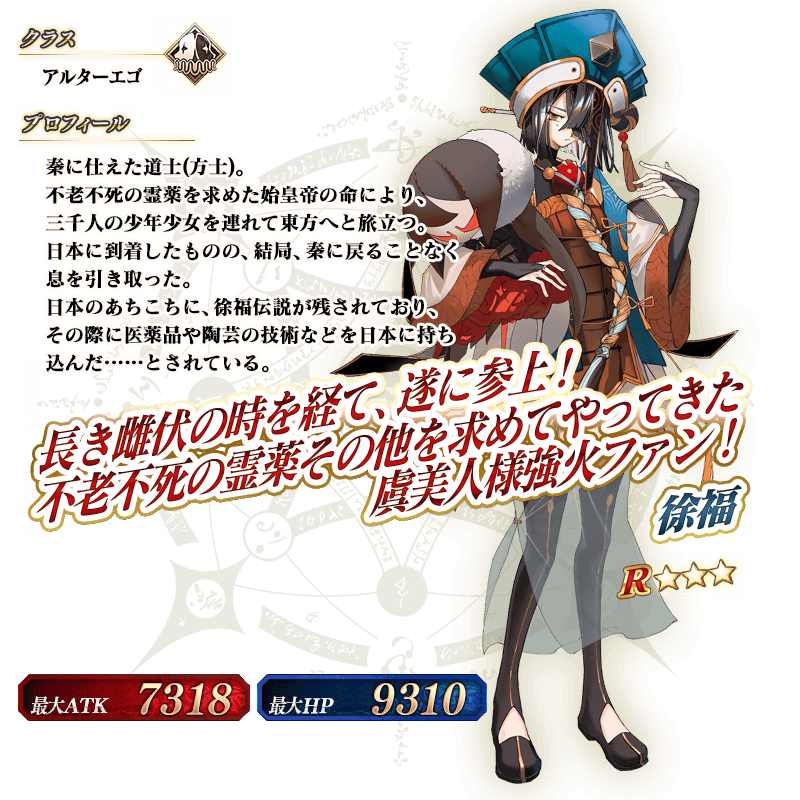 クラス
アルターエゴ
プロフィール
秦に仕えた道士(方士)。
不老不死の霊薬を求めた始皇帝の命により、
三千人の少年少女を連れて東方へと旅立つ。
日本に到着したものの、結局、秦に戻ることなく
息を引き取った。
日本のあちこちに、徐福伝説が残されており、
その際に医薬品や陶芸の技術などを日本に持ち
込んだ……とされている。
長き雌伏の時を経て、遂に参上!
不老不死の霊薬その他を求めてやってきた
虞美人様強火ファン!
徐福
R
最大ATK 7318
最大HP 9310